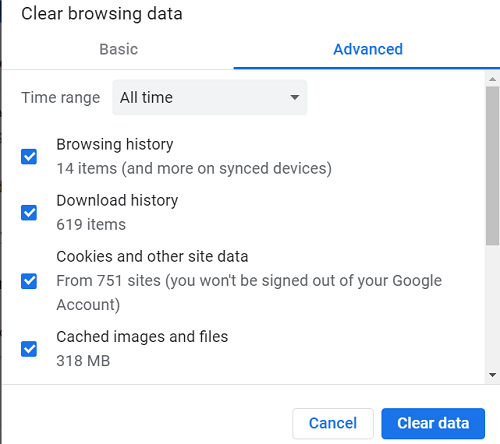 Clear browsing data
Basic
Advanced
Time range
All time
Browsing history
14 items (and more on synced devices)
Download history
619 items
Cookies and other site data
From 751 sites (you won't be signed out of your Google
Account)
Cached images and files
318 MB
Cancel
Clear data